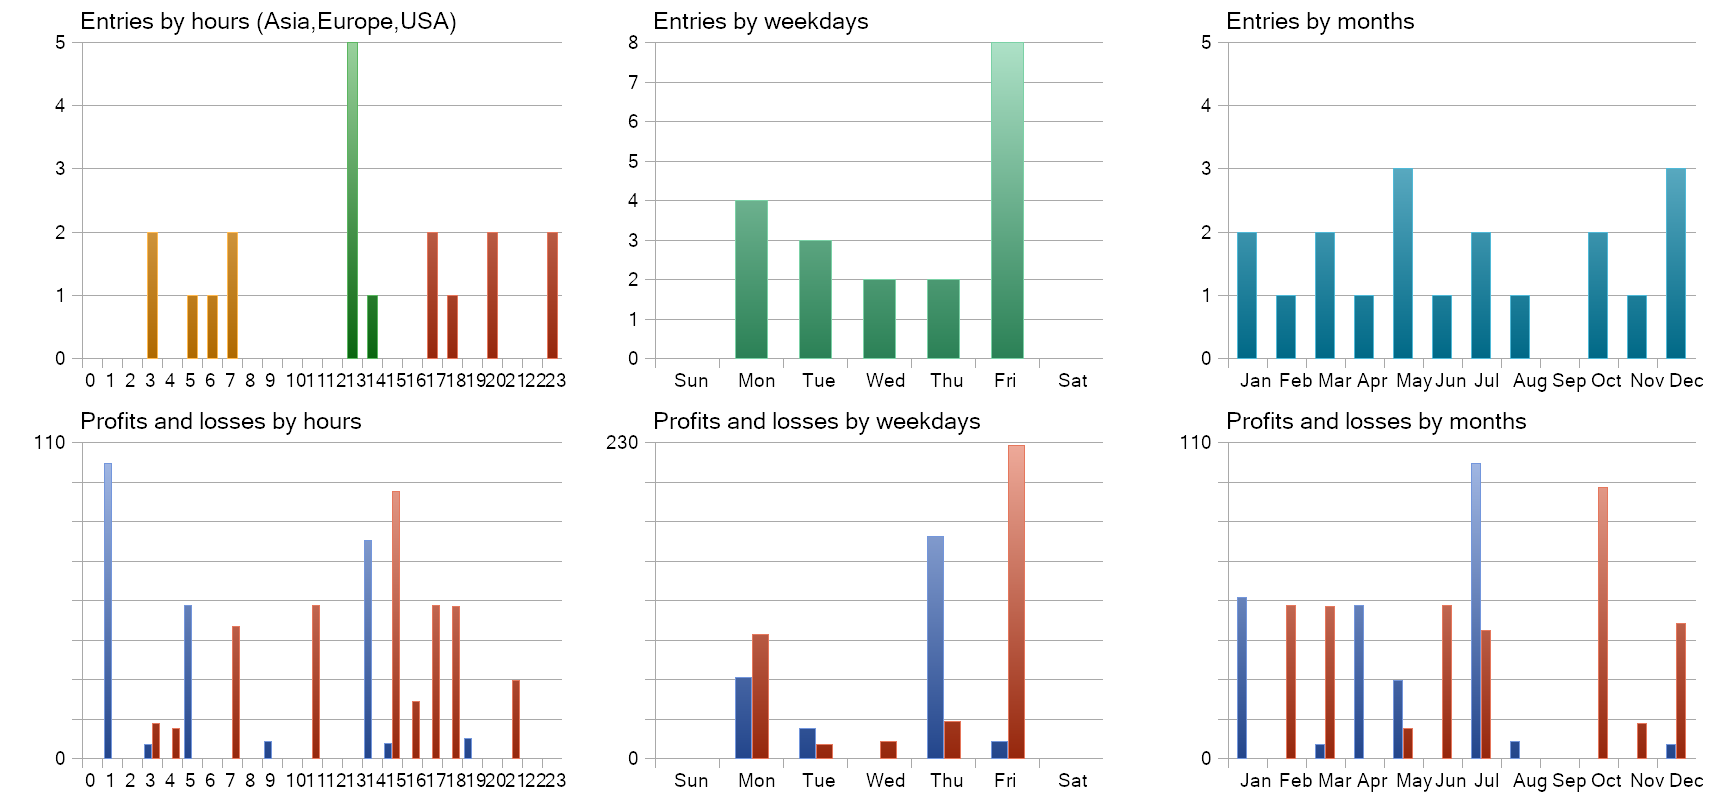 Entries by hours (Asia,Europe,USA)
5
4
3
2
1
0
0 1 2 3 4 5 6 7 8 9 10 11 12 13 14 15 16 17 18 19 20 21 22 23
Entries by weekdays
8
7
6
5
4
3
2
1
0
Sun Mon Tue Wed Thu Fri Sat
Entries by months
5
4
3
2
1
0
Jan Feb Mar Apr May Jun Jul Aug Sep Oct Nov Dec
Profits and losses by hours
110
0
0 1 2 3 4 5 6 7 8 9 10 11 12 13 14 15 16 17 18 19 20 21 22 23
Profits and losses by weekdays
230
0
Sun Mon Tue Wed Thu Fri Sat
Profits and losses by months
110
0
Jan Feb Mar Apr May Jun Jul Aug Sep Oct Nov Dec